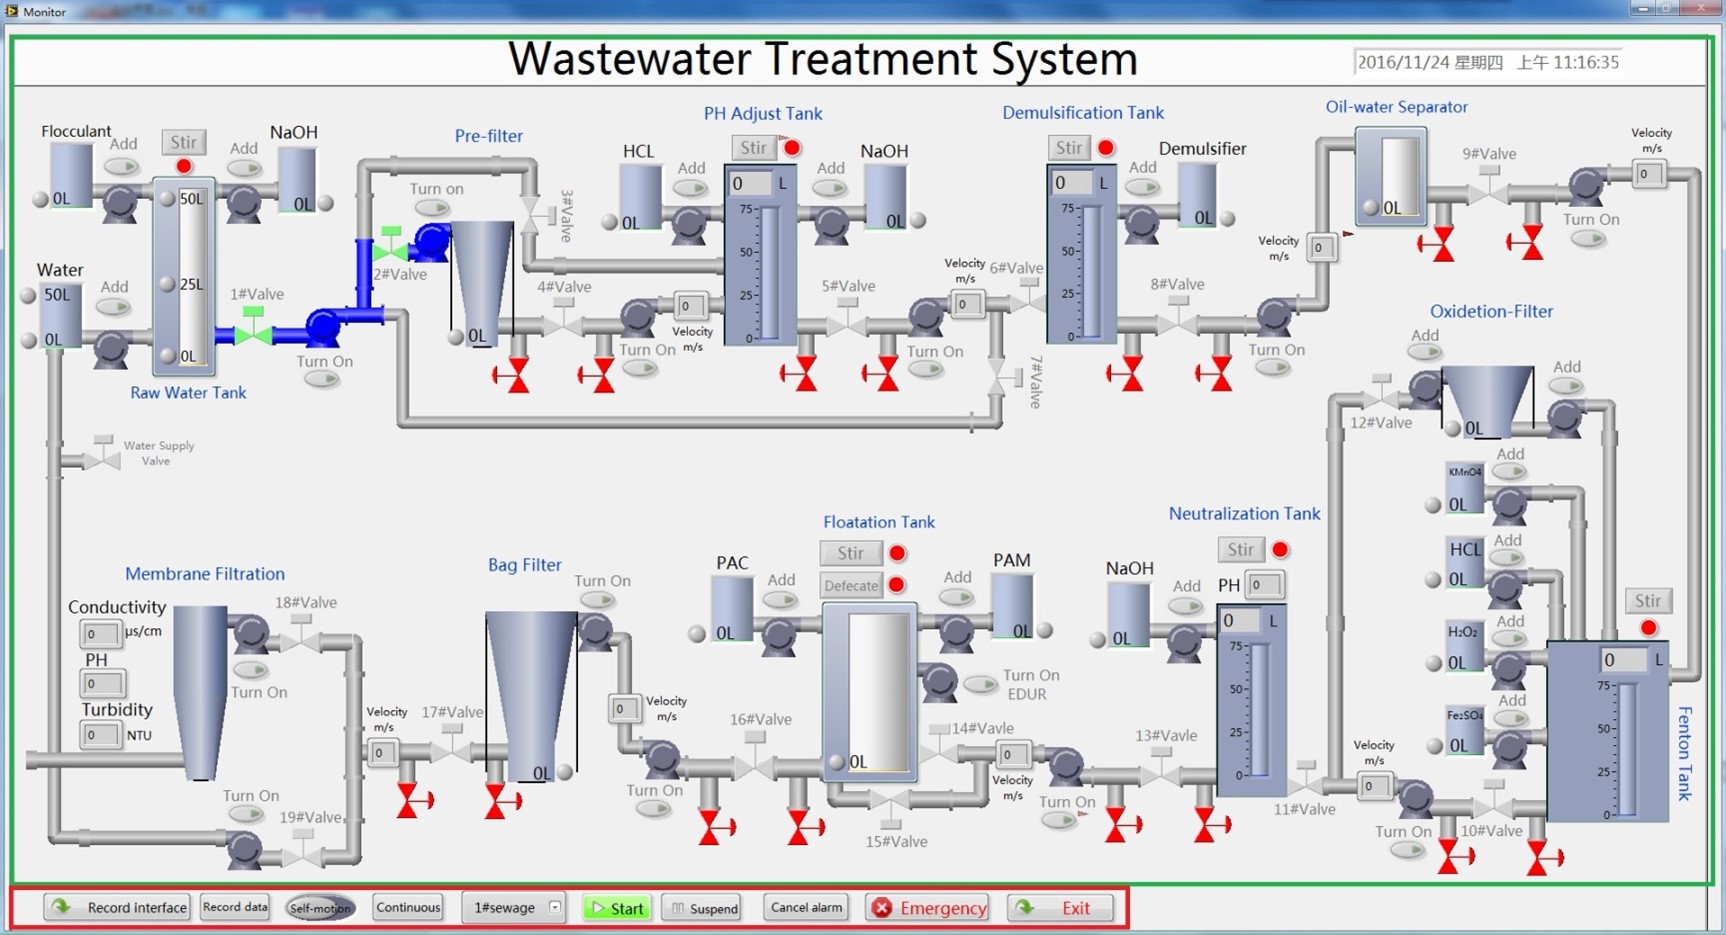 Monitor
Wastewater Treatment System
2016/11/24 星期四 上午 11:16:35
Flocculant
Add
Stir
Add
NaOH
0L
50L
25L
0L
0L
Raw Water Tank
Water
50L
0L
Add
1#Valve
Turn On
Water Supply
Valve
Pre-filter
Turn on
2#Valve
3#Valve
0L
4#Valve
Turn On
Velocity
m/s
0
PH Adjust Tank
Stir
HCL
Add
0L
0 L
75
50
25
0
Add
NaOH
0L
5#Valve
Turn On
Velocity
m/s
0
6#Valve
7#Valve
Demulsification Tank
Stir
0 L
75
50
25
0
Add
Demulsifier
0L
8#Valve
Turn On
Velocity
m/s
0
Oil-water Separator
0L
9#Valve
Turn On
Velocity
m/s
0
Oxidetion-Filter
Add
Add
0L
12#Valve
KMnO4
0L
Add
HCL
0L
Add
H₂O₂
0L
Add
Fe₂SO₄
0L
Add
Stir
0 L
75
50
25
0
Fenton Tank
10#Valve
Turn On
Velocity
m/s
0
11#Valve
Neutralization Tank
Stir
PH 0
0 L
75
50
25
0
NaOH
Add
0L
13#Vavle
Turn On
Velocity
m/s
0
14#Vavle
15#Valve
Floatation Tank
Stir
Defecate
PAC
Add
0L
Add
PAM
0L
Turn On
EDUR
0L
16#Valve
Turn On
Velocity
m/s
0
Bag Filter
Turn On
0L
17#Valve
Velocity
m/s
0
Membrane Filtration
Conductivity
0 μs/cm
PH
0
Turbidity
0 NTU
18#Valve
Turn On
Turn On
19#Valve
Record interface
Record data
Self-motion
Continuous
1#sewage
Start
Suspend
Cancel alarm
Emergency
Exit